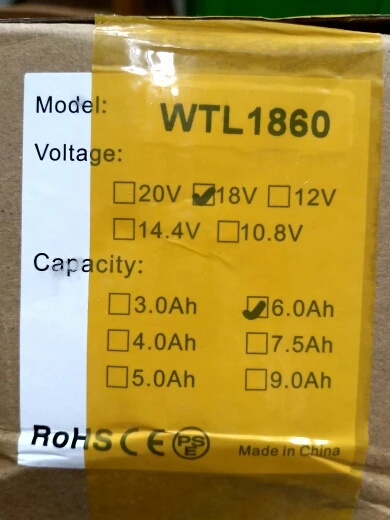 Model: WTL1860
Voltage:
☐20V ☑18V ☐12V
☐14.4V ☐10.8V
Capacity:
☐3.0Ah ☑6.0Ah
☐4.0Ah ☐7.5Ah
☐5.0Ah ☐9.0Ah
RoHS CE PSE Made in China